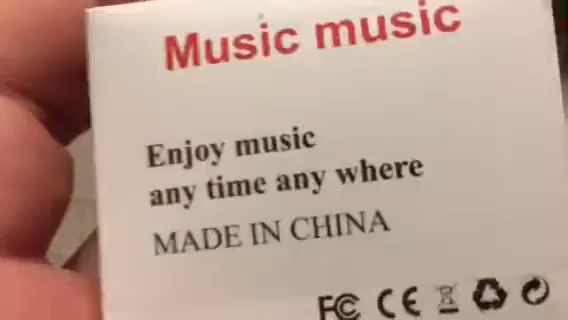 Music music
Enjoy music
any time any where
MADE IN CHINA
FC CE